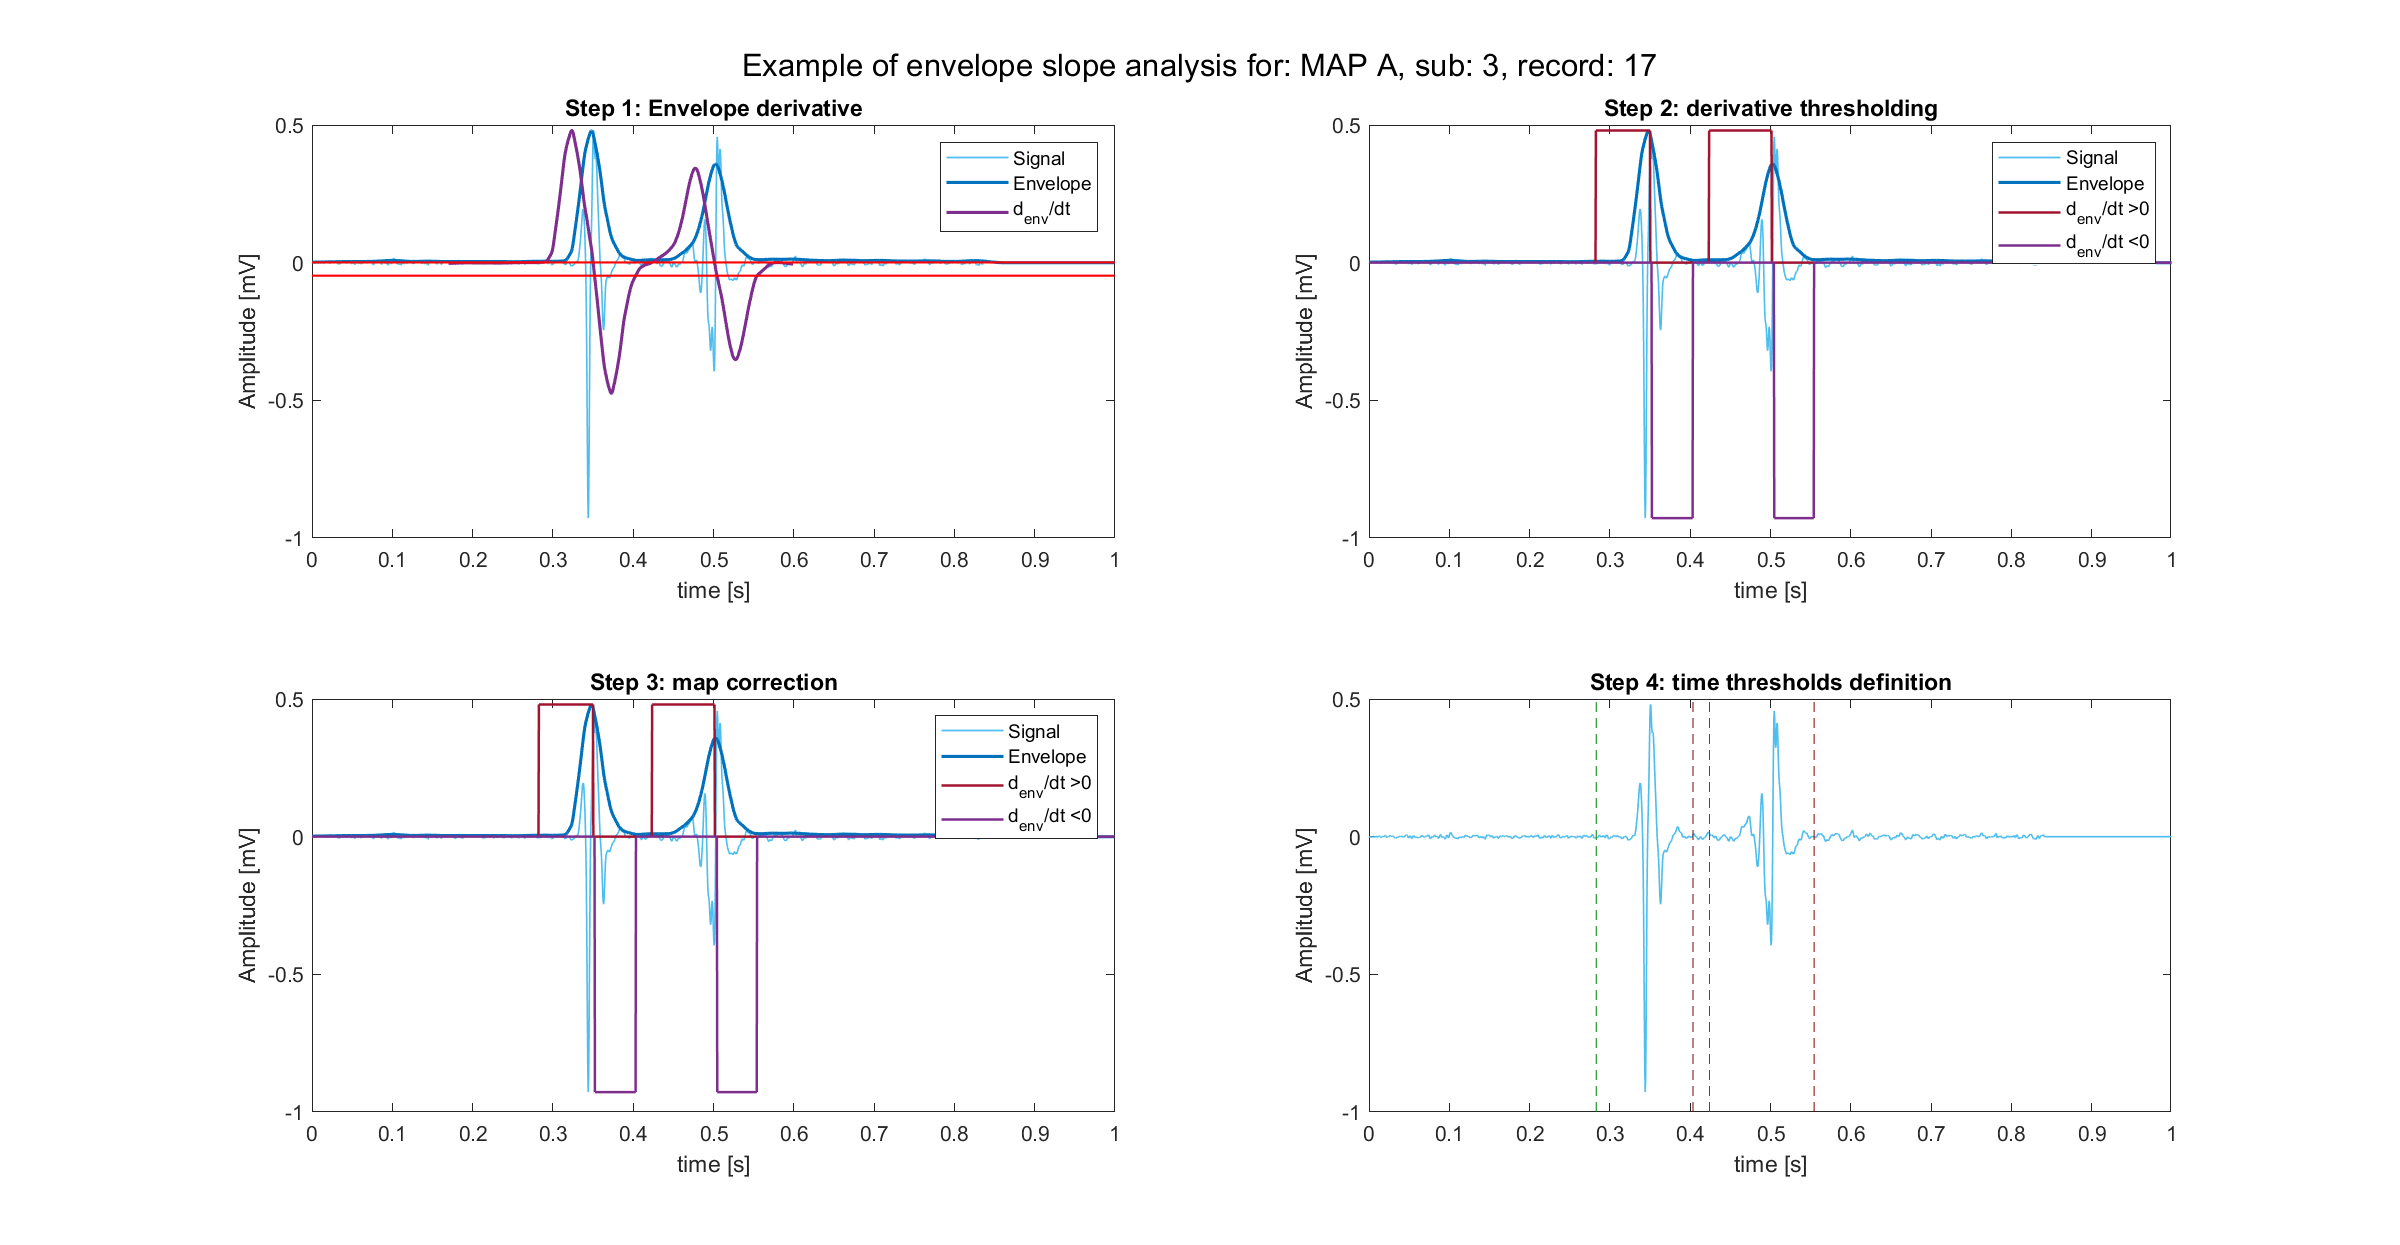 Example of envelope slope analysis for: MAP A, sub: 3, record: 17
Step 1: Envelope derivative
0.5
0
-0.5
-1
Amplitude [mV]
0 0.1 0.2 0.3 0.4 0.5 0.6 0.7 0.8 0.9 1
time [s]
Signal
Envelope
d_env/dt
Step 2: derivative thresholding
0.5
0
-0.5
-1
Amplitude [mV]
0 0.1 0.2 0.3 0.4 0.5 0.6 0.7 0.8 0.9 1
time [s]
Signal
Envelope
d_env/dt >0
d_env/dt <0
Step 3: map correction
0.5
0
-0.5
-1
Amplitude [mV]
0 0.1 0.2 0.3 0.4 0.5 0.6 0.7 0.8 0.9 1
time [s]
Signal
Envelope
d_env/dt >0
d_env/dt <0
Step 4: time thresholds definition
0.5
0
-0.5
-1
Amplitude [mV]
0 0.1 0.2 0.3 0.4 0.5 0.6 0.7 0.8 0.9 1
time [s]